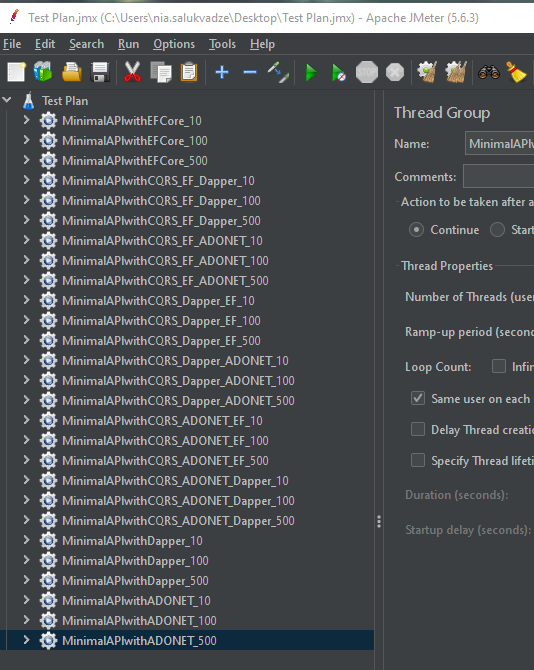 Test Plan.jmx (C:\Users\nia.salukvadze\Desktop\Test Plan.jmx) - Apache JMeter (5.6.3)
File Edit Search Run Options Tools Help
STOP
Test Plan
MinimalAPIwithEFCore_10
MinimalAPIwithEFCore_100
MinimalAPIwithEFCore_500
MinimalAPIwithCQRS_EF_Dapper_10
MinimalAPIwithCQRS_EF_Dapper_100
MinimalAPIwithCQRS_EF_Dapper_500
MinimalAPIwithCQRS_EF_ADONET_10
MinimalAPIwithCQRS_EF_ADONET_100
MinimalAPIwithCQRS_EF_ADONET_500
MinimalAPIwithCQRS_Dapper_EF_10
MinimalAPIwithCQRS_Dapper_EF_100
MinimalAPIwithCQRS_Dapper_EF_500
MinimalAPIwithCQRS_Dapper_ADONET_10
MinimalAPIwithCQRS_Dapper_ADONET_100
MinimalAPIwithCQRS_Dapper_ADONET_500
MinimalAPIwithCQRS_ADONET_EF_10
MinimalAPIwithCQRS_ADONET_EF_100
MinimalAPIwithCQRS_ADONET_EF_500
MinimalAPIwithCQRS_ADONET_Dapper_10
MinimalAPIwithCQRS_ADONET_Dapper_100
MinimalAPIwithCQRS_ADONET_Dapper_500
MinimalAPIwithDapper_10
MinimalAPIwithDapper_100
MinimalAPIwithDapper_500
MinimalAPIwithADONET_10
MinimalAPIwithADONET_100
MinimalAPIwithADONET_500
Thread Group
Name: MinimalAPIw
Comments:
Action to be taken after a
Continue Start
Thread Properties
Number of Threads (user
Ramp-up period (second
Loop Count: Infin
Same user on each
Delay Thread creatio
Specify Thread lifeti
Duration (seconds):
Startup delay (seconds):